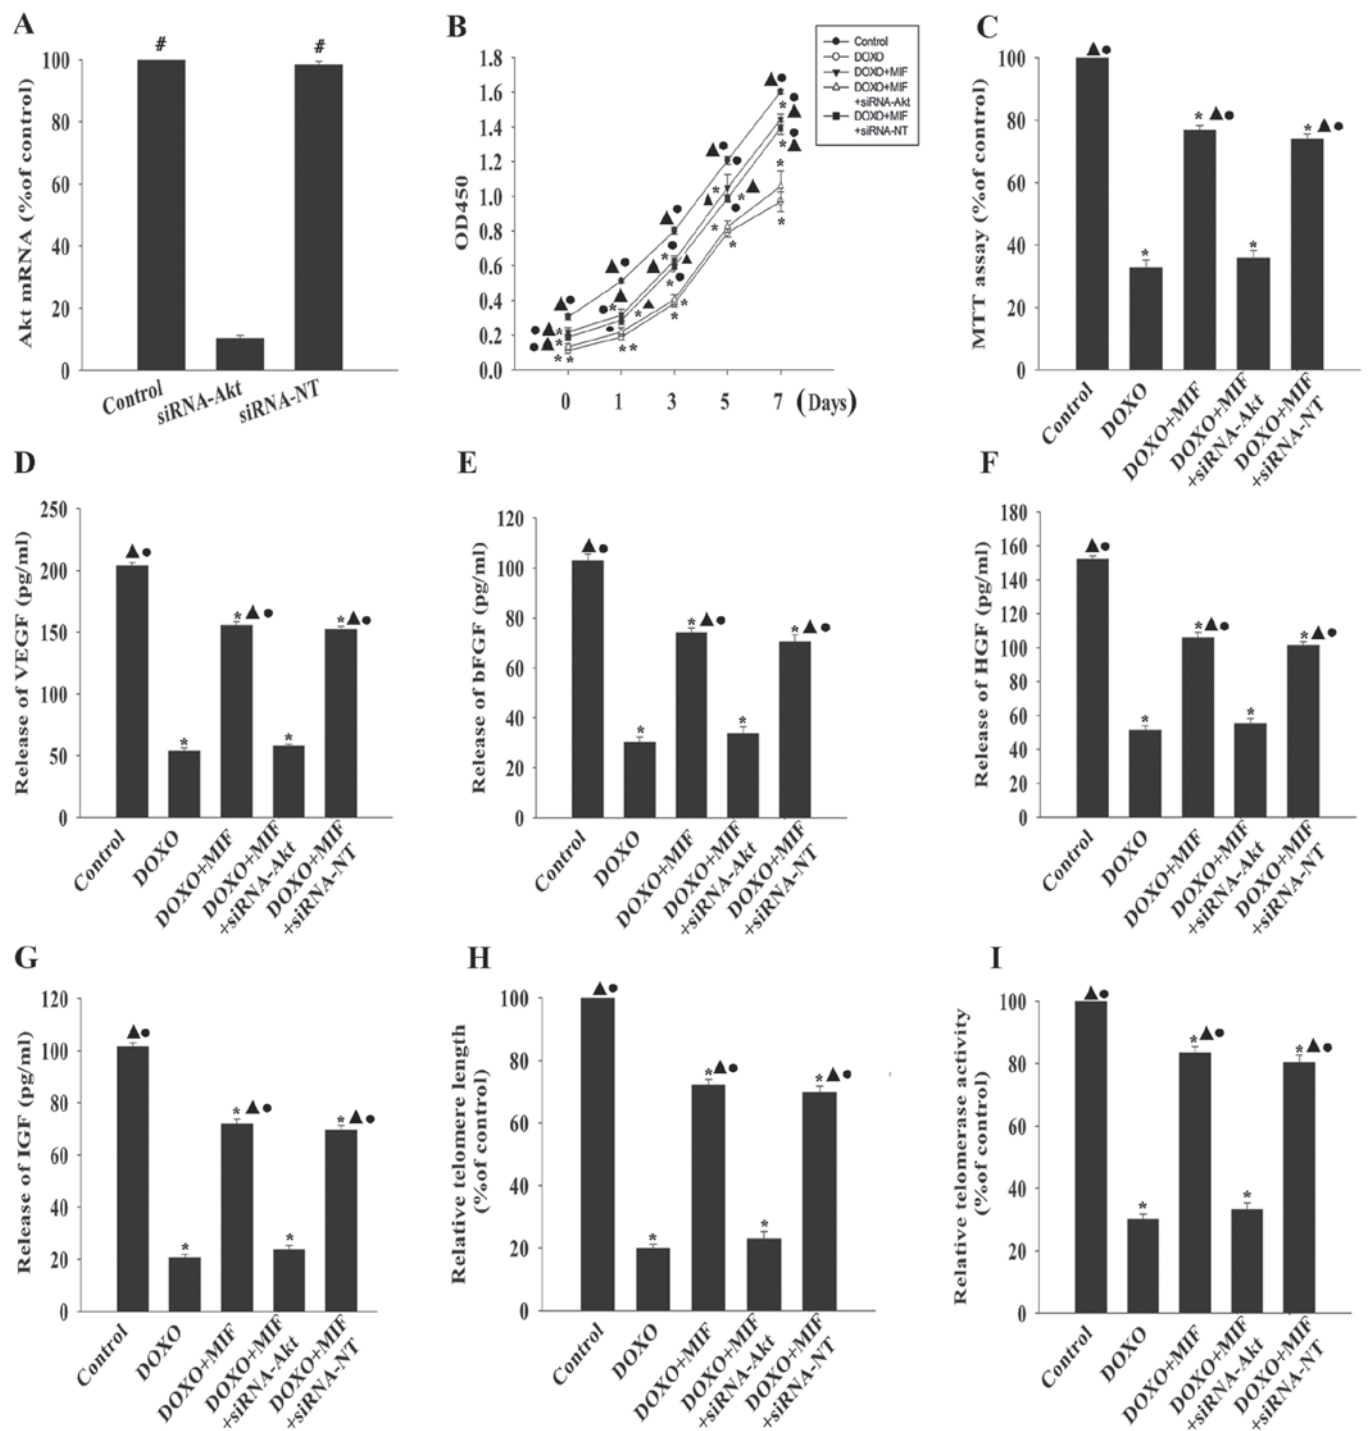 A
Akt mRNA (%of control)
100
80
60
40
20
0
#
#
Control
siRNA-Akt
siRNA-NT
B
OD450
1.8
1.6
1.4
1.2
1.0
0.8
0.6
0.4
0.2
0.0
0 1 3 5 7 (Days)
Control
DOXO
DOXO+MIF
DOXO+MIF
+siRNA-Akt
DOXO+MIF
+siRNA-NT
C
MTT assay (%of control)
100
80
60
40
20
0
Control
DOXO
DOXO+MIF
DOXO+MIF
+siRNA-Akt
DOXO+MIF
+siRNA-NT
D
Release of VEGF (pg/ml)
250
200
150
100
50
0
Control
DOXO
DOXO+MIF
DOXO+MIF
+siRNA-Akt
DOXO+MIF
+siRNA-NT
E
Release of bFGF (pg/ml)
120
100
80
60
40
20
0
Control
DOXO
DOXO+MIF
DOXO+MIF
+siRNA-Akt
DOXO+MIF
+siRNA-NT
F
Release of HGF (pg/ml)
180
160
140
120
100
80
60
40
20
0
Control
DOXO
DOXO+MIF
DOXO+MIF
+siRNA-Akt
DOXO+MIF
+siRNA-NT
G
Release of IGF (pg/ml)
120
100
80
60
40
20
0
Control
DOXO
DOXO+MIF
DOXO+MIF
+siRNA-Akt
DOXO+MIF
+siRNA-NT
H
Relative telomere length
(%of control)
100
80
60
40
20
0
Control
DOXO
DOXO+MIF
DOXO+MIF
+siRNA-Akt
DOXO+MIF
+siRNA-NT
I
Relative telomerase activity
(%of control)
100
80
60
40
20
0
Control
DOXO
DOXO+MIF
DOXO+MIF
+siRNA-Akt
DOXO+MIF
+siRNA-NT